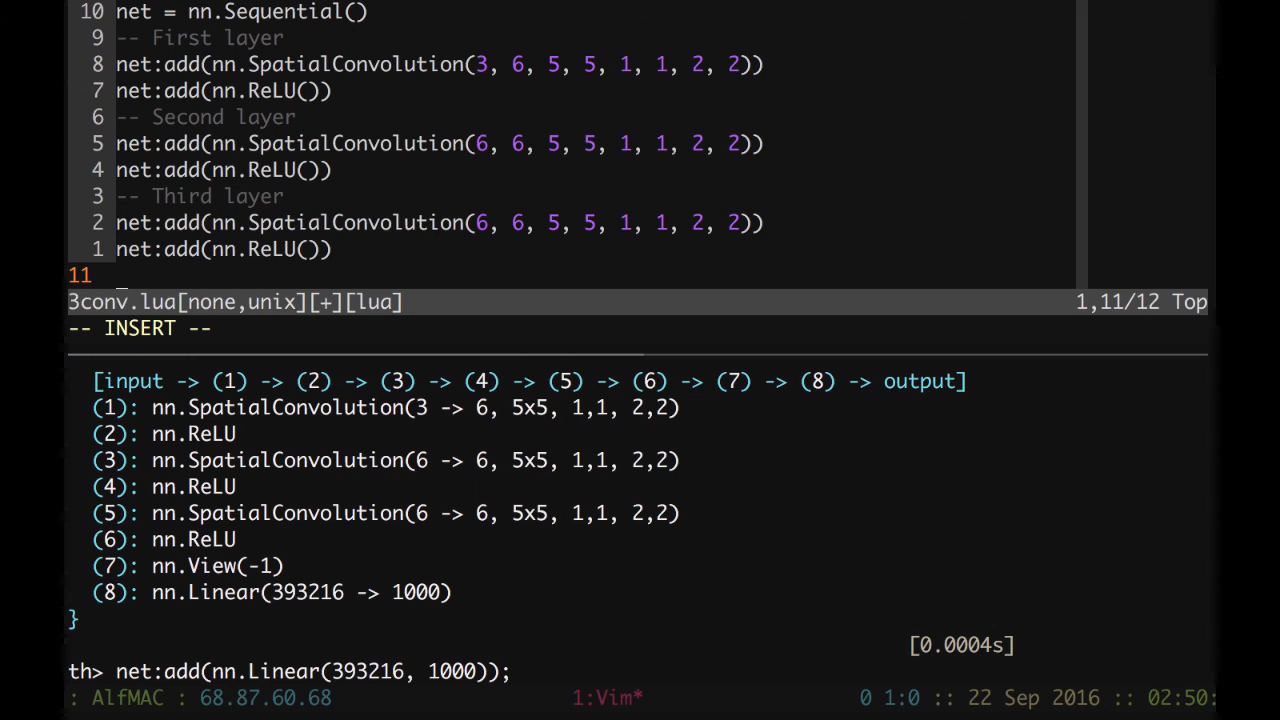 10 net = nn.Sequential()
9 -- First layer
8 net:add(nn.SpatialConvolution(3, 6, 5, 5, 1, 1, 2, 2))
7 net:add(nn.ReLU())
6 -- Second layer
5 net:add(nn.SpatialConvolution(6, 6, 5, 5, 1, 1, 2, 2))
4 net:add(nn.ReLU())
3 -- Third layer
2 net:add(nn.SpatialConvolution(6, 6, 5, 5, 1, 1, 2, 2))
1 net:add(nn.ReLU())
11
3conv.lua[none,unix][+][lua] 1,11/12 Top
-- INSERT --
[input -> (1) -> (2) -> (3) -> (4) -> (5) -> (6) -> (7) -> (8) -> output]
(1): nn.SpatialConvolution(3 -> 6, 5x5, 1,1, 2,2)
(2): nn.ReLU
(3): nn.SpatialConvolution(6 -> 6, 5x5, 1,1, 2,2)
(4): nn.ReLU
(5): nn.SpatialConvolution(6 -> 6, 5x5, 1,1, 2,2)
(6): nn.ReLU
(7): nn.View(-1)
(8): nn.Linear(393216 -> 1000)
}
[0.0004s]
th> net:add(nn.Linear(393216, 1000));
: AlfMAC : 68.87.60.68 1:Vim* 0 1:0 :: 22 Sep 2016 :: 02:50: